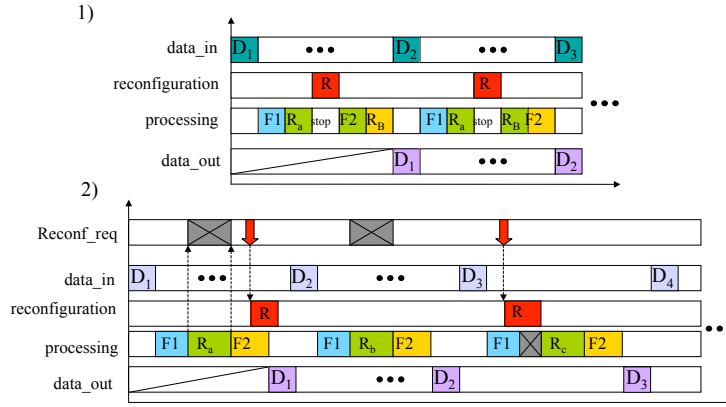 1)
data_in D1 ••• D2 ••• D3
reconfiguration R R
•••
processing F1 Ra stop F2 RB F1 Ra stop RB F2
data_out D1 ••• D2
2)
Reconf_req
data_in D1 ••• D2 ••• D3 D4
reconfiguration R R
•••
processing F1 Ra F2 F1 Rb F2 F1 Rc F2
data_out D1 ••• D2 D3